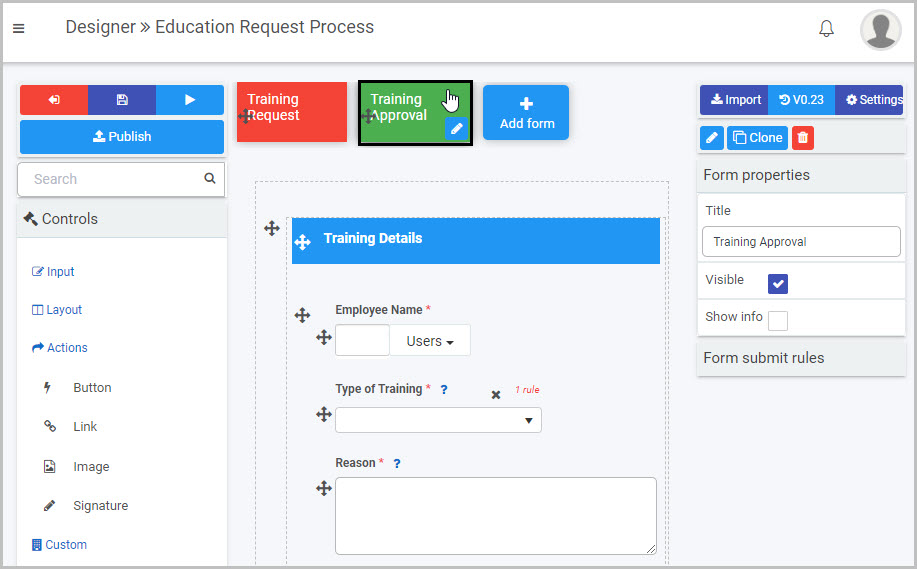 Designer » Education Request Process
Publish
Search
Controls
Input
Layout
Actions
Button
Link
Image
Signature
Custom
Training
Request
Training
Approval
Add form
Training Details
Employee Name *
Users
Type of Training * ?
1 rule
Reason * ?
Import
V0.23
Settings
Clone
Form properties
Title
Training Approval
Visible
Show info
Form submit rules